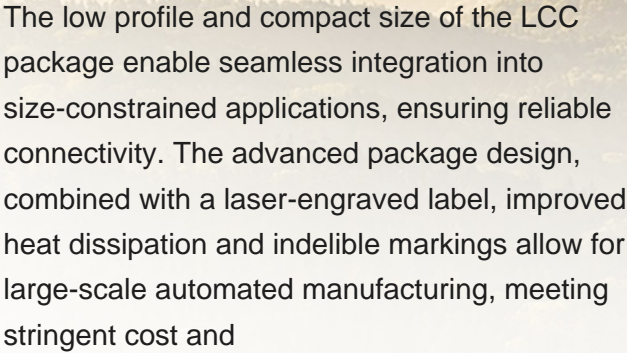 The low profile and compact size of the LCC
package enable seamless integration into
size-constrained applications, ensuring reliable
connectivity. The advanced package design,
combined with a laser-engraved label, improved
heat dissipation and indelible markings allow for
large-scale automated manufacturing, meeting
stringent cost and